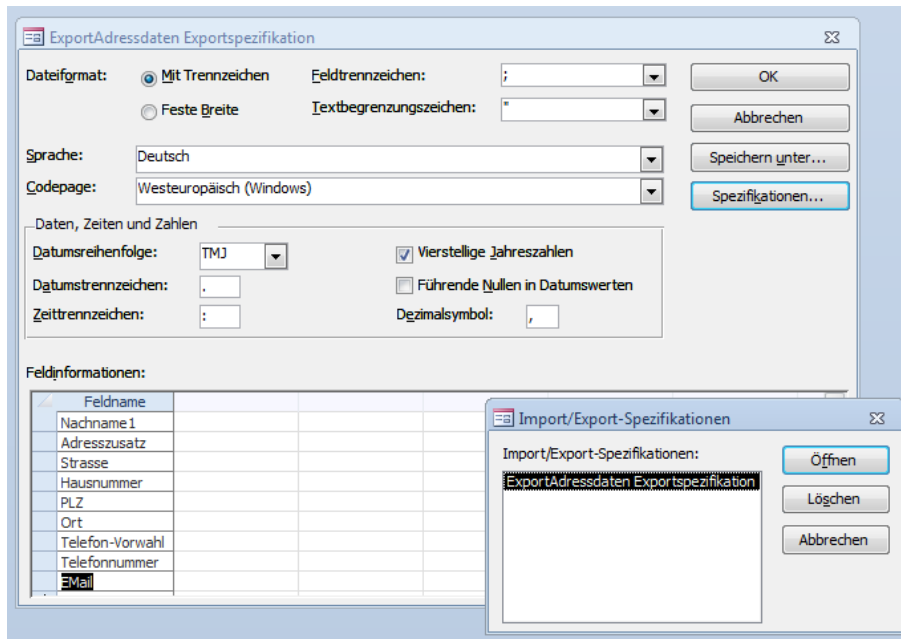 ExportAdressdaten Exportspezifikation
Dateiformat: Mit Trennzeichen Feldtrennzeichen: ; OK
Feste Breite Textbegrenzungszeichen: " Abbrechen
Sprache: Deutsch Speichern unter...
Codepage: Westeuropäisch (Windows) Spezifikationen...
Daten, Zeiten und Zahlen
Datumsreihenfolge: TMJ Vierstellige Jahreszahlen
Datumstrennzeichen: . Führende Nullen in Datumswerten
Zeittrennzeichen: : Dezimalsymbol: ,
Feldinformationen:
Feldname
Nachname1
Adresszusatz
Strasse
Hausnummer
PLZ
Ort
Telefon-Vorwahl
Telefonnummer
EMail
Import/Export-Spezifikationen
Import/Export-Spezifikationen: Öffnen
ExportAdressdaten Exportspezifikation
Löschen
Abbrechen